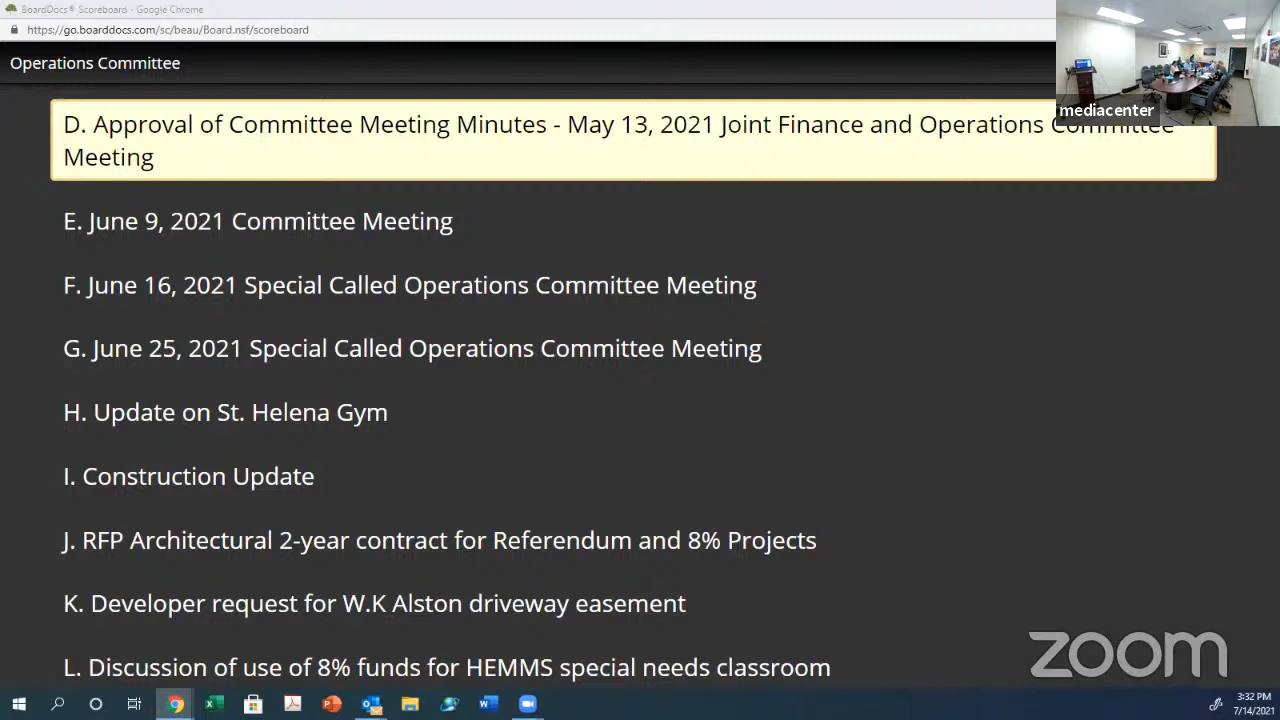 BoardDocs® Scoreboard - Google Chrome
https://go.boarddocs.com/sc/beau/Board.nsf/scoreboard
Operations Committee
mediacenter
D. Approval of Committee Meeting Minutes - May 13, 2021 Joint Finance and Operations Committee
Meeting
E. June 9, 2021 Committee Meeting
F. June 16, 2021 Special Called Operations Committee Meeting
G. June 25, 2021 Special Called Operations Committee Meeting
H. Update on St. Helena Gym
I. Construction Update
J. RFP Architectural 2-year contract for Referendum and 8% Projects
K. Developer request for W.K Alston driveway easement
L. Discussion of use of 8% funds for HEMMS special needs classroom
zoom
3:32 PM
7/14/2021